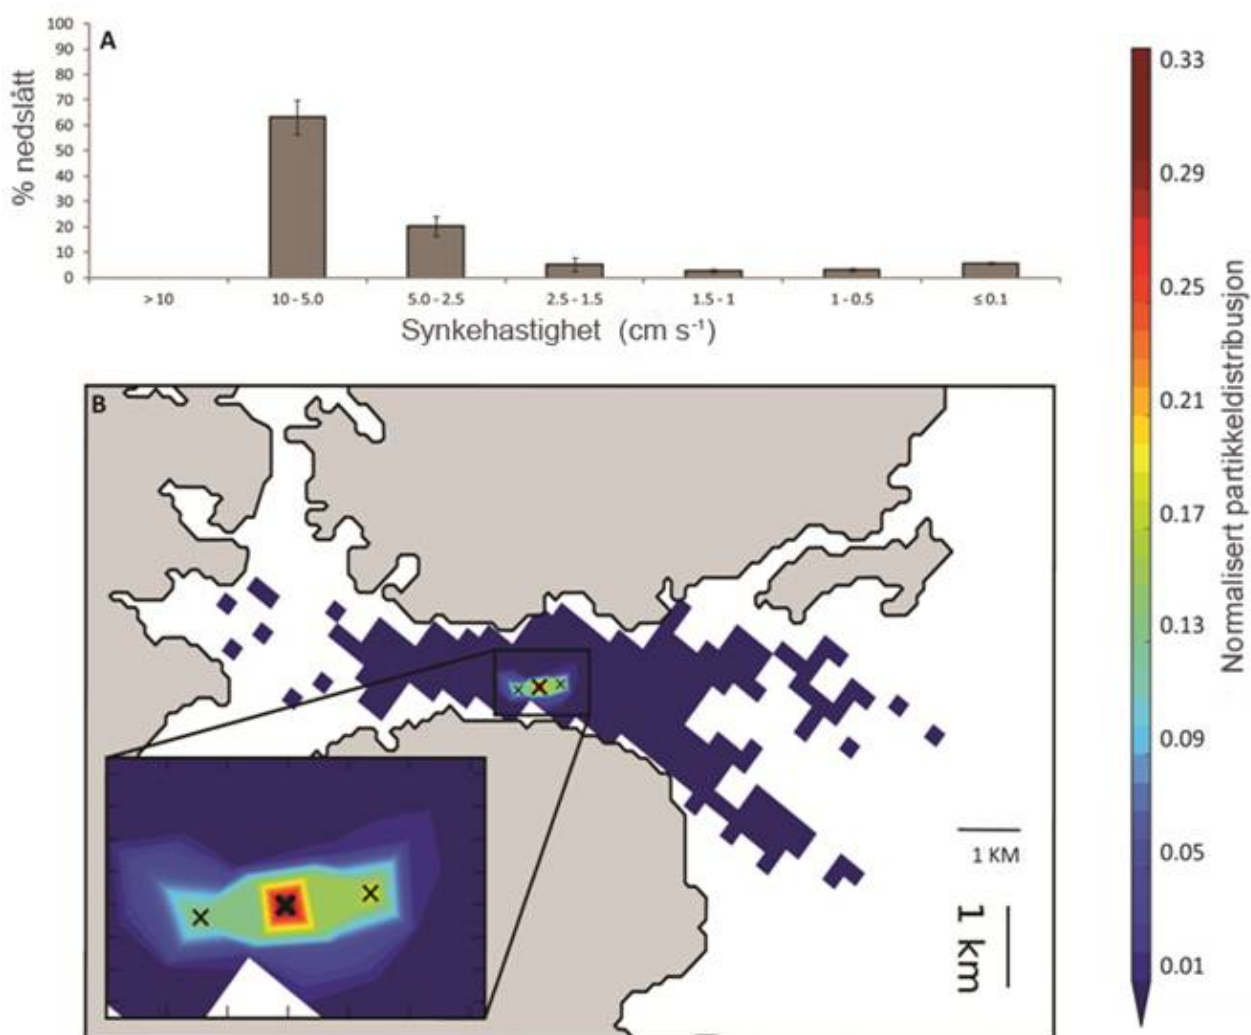 A
100
90
80
70
60
50
40
30
20
10
0
% nedslått
>10 10 - 5.0 5.0 - 2.5 2.5 - 1.5 1.5 - 1 1 - 0.5 ≤ 0.1
Synkehastighet (cm s⁻¹)
B
1 KM
1 km
0.33
0.29
0.25
0.21
0.17
0.13
0.09
0.05
0.01
Normalisert partikkeldistribusjon